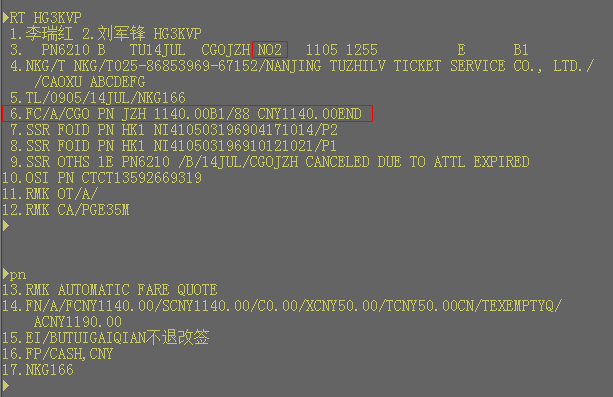 ▶RT HG3KVP
1.李瑞红 2.刘军锋 HG3KVP
3. PN6210 B TU14JUL CGOJZH NO2 1105 1255 E B1
4.NKG/T NKG/T025-86853969-67152/NANJING TUZHILV TICKET SERVICE CO., LTD./
/CAOXU ABCDEFG
5.TL/0905/14JUL/NKG166
6.FC/A/CGO PN JZH 1140.00B1/88 CNY1140.00END
7.SSR FOID PN HK1 NI410503196904171014/P2
8.SSR FOID PN HK1 NI410503196910121021/P1
9.SSR OTHS 1E PN6210 /B/14JUL/CGOJZH CANCELED DUE TO ATTL EXPIRED
10.OSI PN CTCT13592669319
11.RMK OT/A/
12.RMK CA/PGE35M
▶
▶pn
13.RMK AUTOMATIC FARE QUOTE
14.FN/A/FCNY1140.00/SCNY1140.00/C0.00/XCNY50.00/TCNY50.00CN/TEXEMPTYQ/
ACNY1190.00
15.EI/BUTUIGAIQIAN不退改签
16.FP/CASH,CNY
17.NKG166
▶